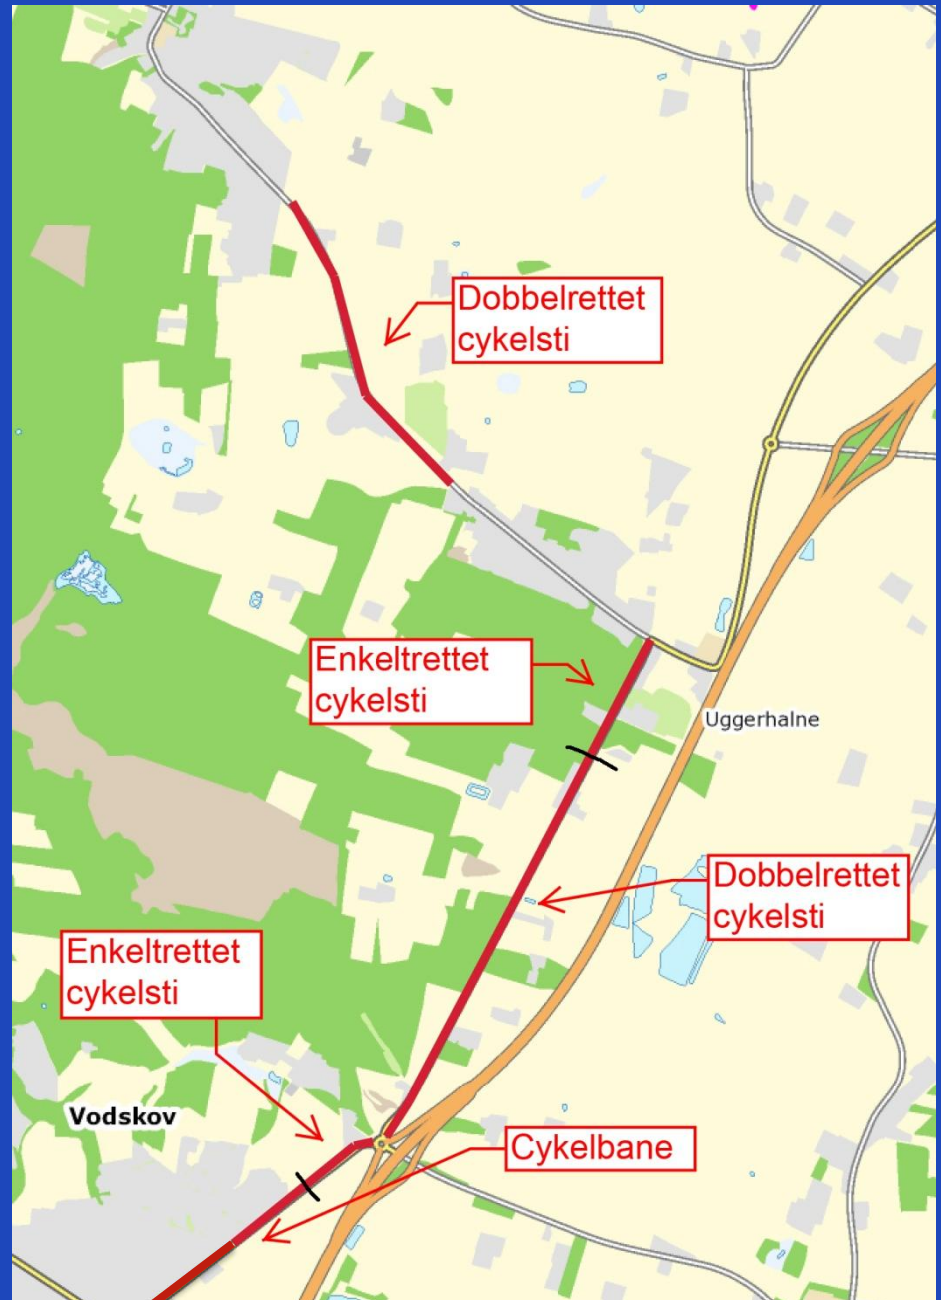 Dobbelrettet
cykelsti
Enkeltrettet
cykelsti
Uggerhalne
Dobbelrettet
cykelsti
Enkeltrettet
cykelsti
Vodskov
Cykelbane